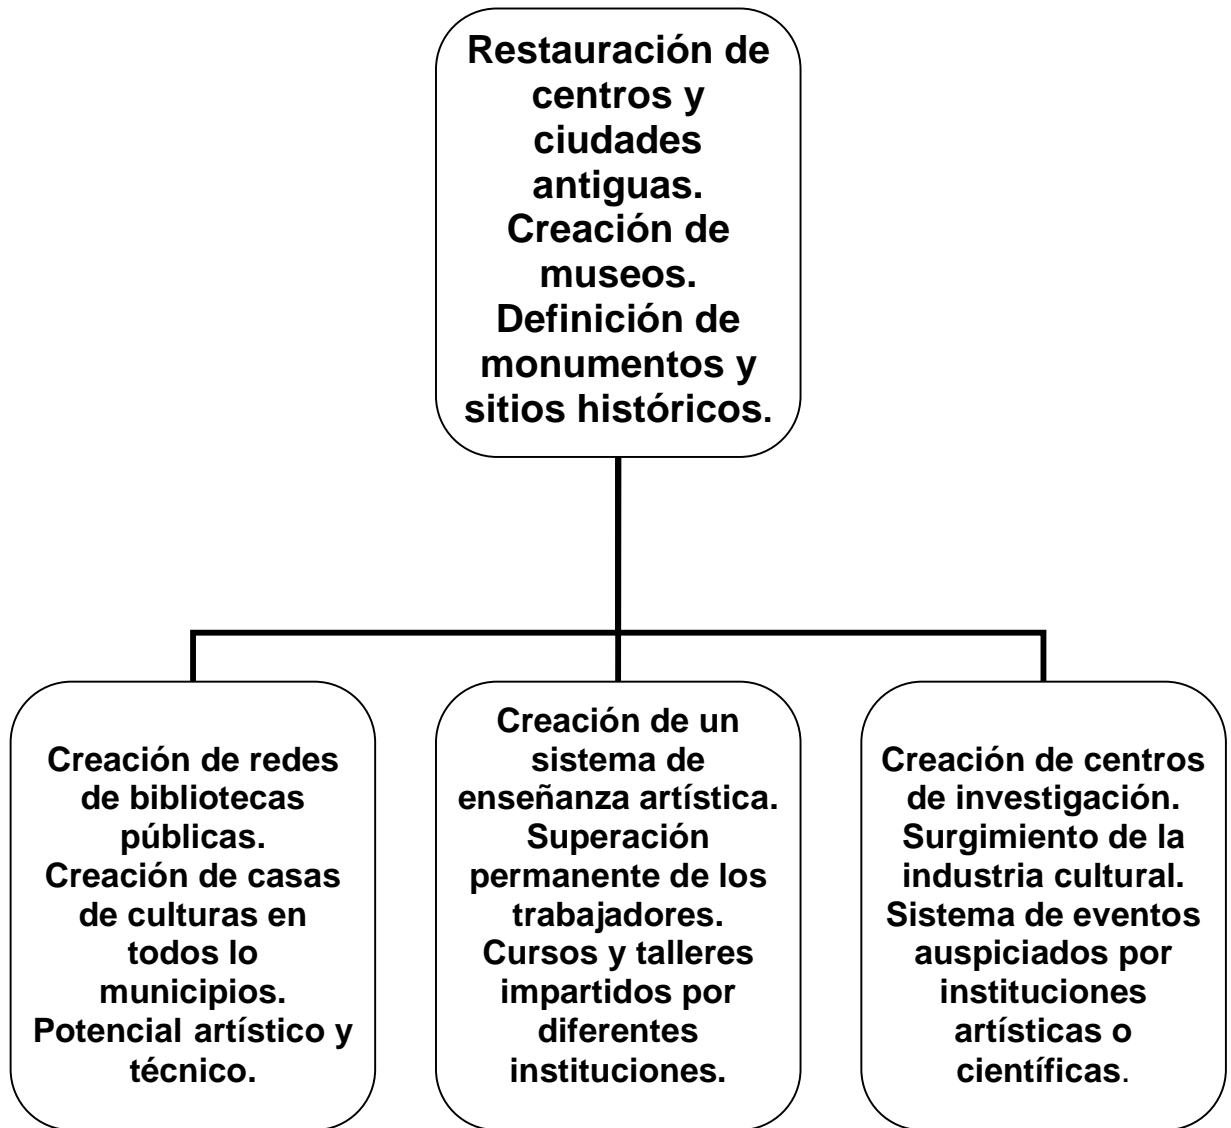 Restauración de
centros y
ciudades
antiguas.
Creación de
museos.
Definición de
monumentos y
sitios históricos.
Creación de redes
de bibliotecas
públicas.
Creación de casas
de culturas en
todos lo
municipios.
Potencial artístico y
técnico.
Creación de un
sistema de
enseñanza artística.
Superación
permanente de los
trabajadores.
Cursos y talleres
impartidos por
diferentes
instituciones.
Creación de centros
de investigación.
Surgimiento de la
industria cultural.
Sistema de eventos
auspiciados por
instituciones
artísticas o
científicas.